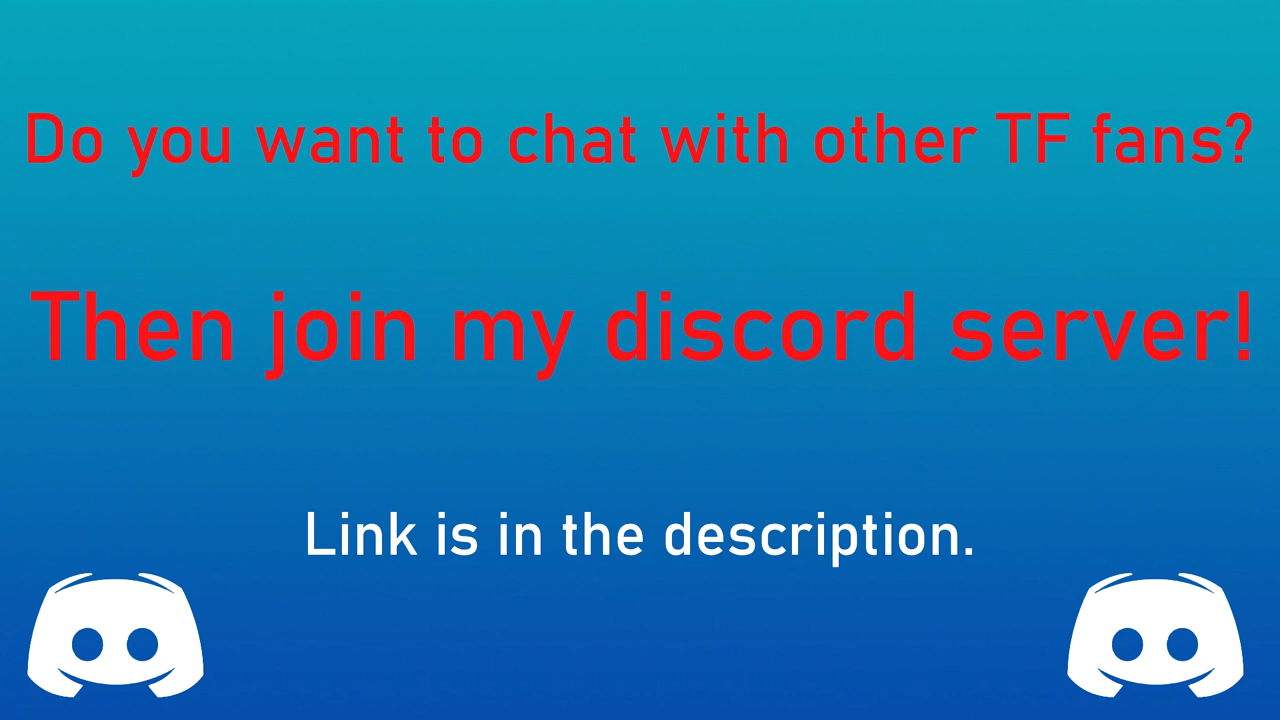 Do you want to chat with other TF fans?
Then join my discord server!
Link is in the description.